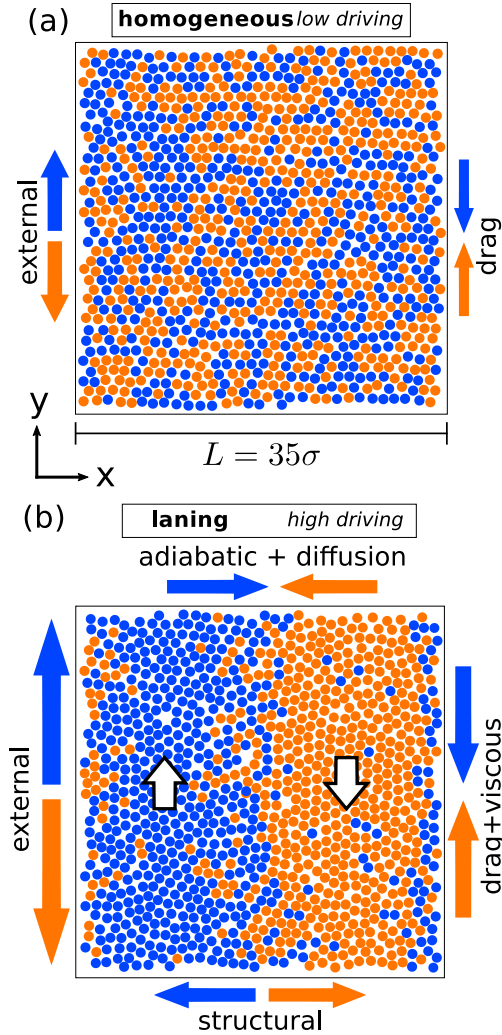 (a)
homogeneous low driving
external
drag
y
x
L = 35σ
(b)
laning high driving
adiabatic + diffusion
external
drag+viscous
structural